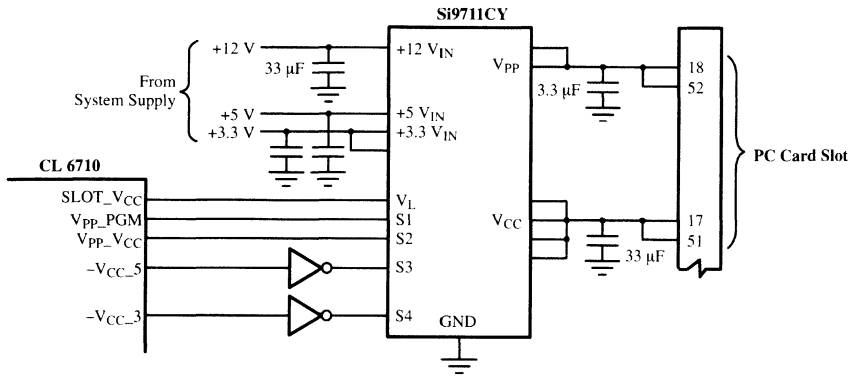 Si9711CY
From
System Supply
+12 V
33 µF
+5 V
+3.3 V
+12 V_IN
+5 V_IN
+3.3 V_IN
V_PP
3.3 µF
18
52
PC Card Slot
CL 6710
SLOT_V_CC
V_PP_PGM
V_PP_V_CC
–V_CC_5
–V_CC_3
V_L
S1
S2
S3
S4
V_CC
GND
33 µF
17
51